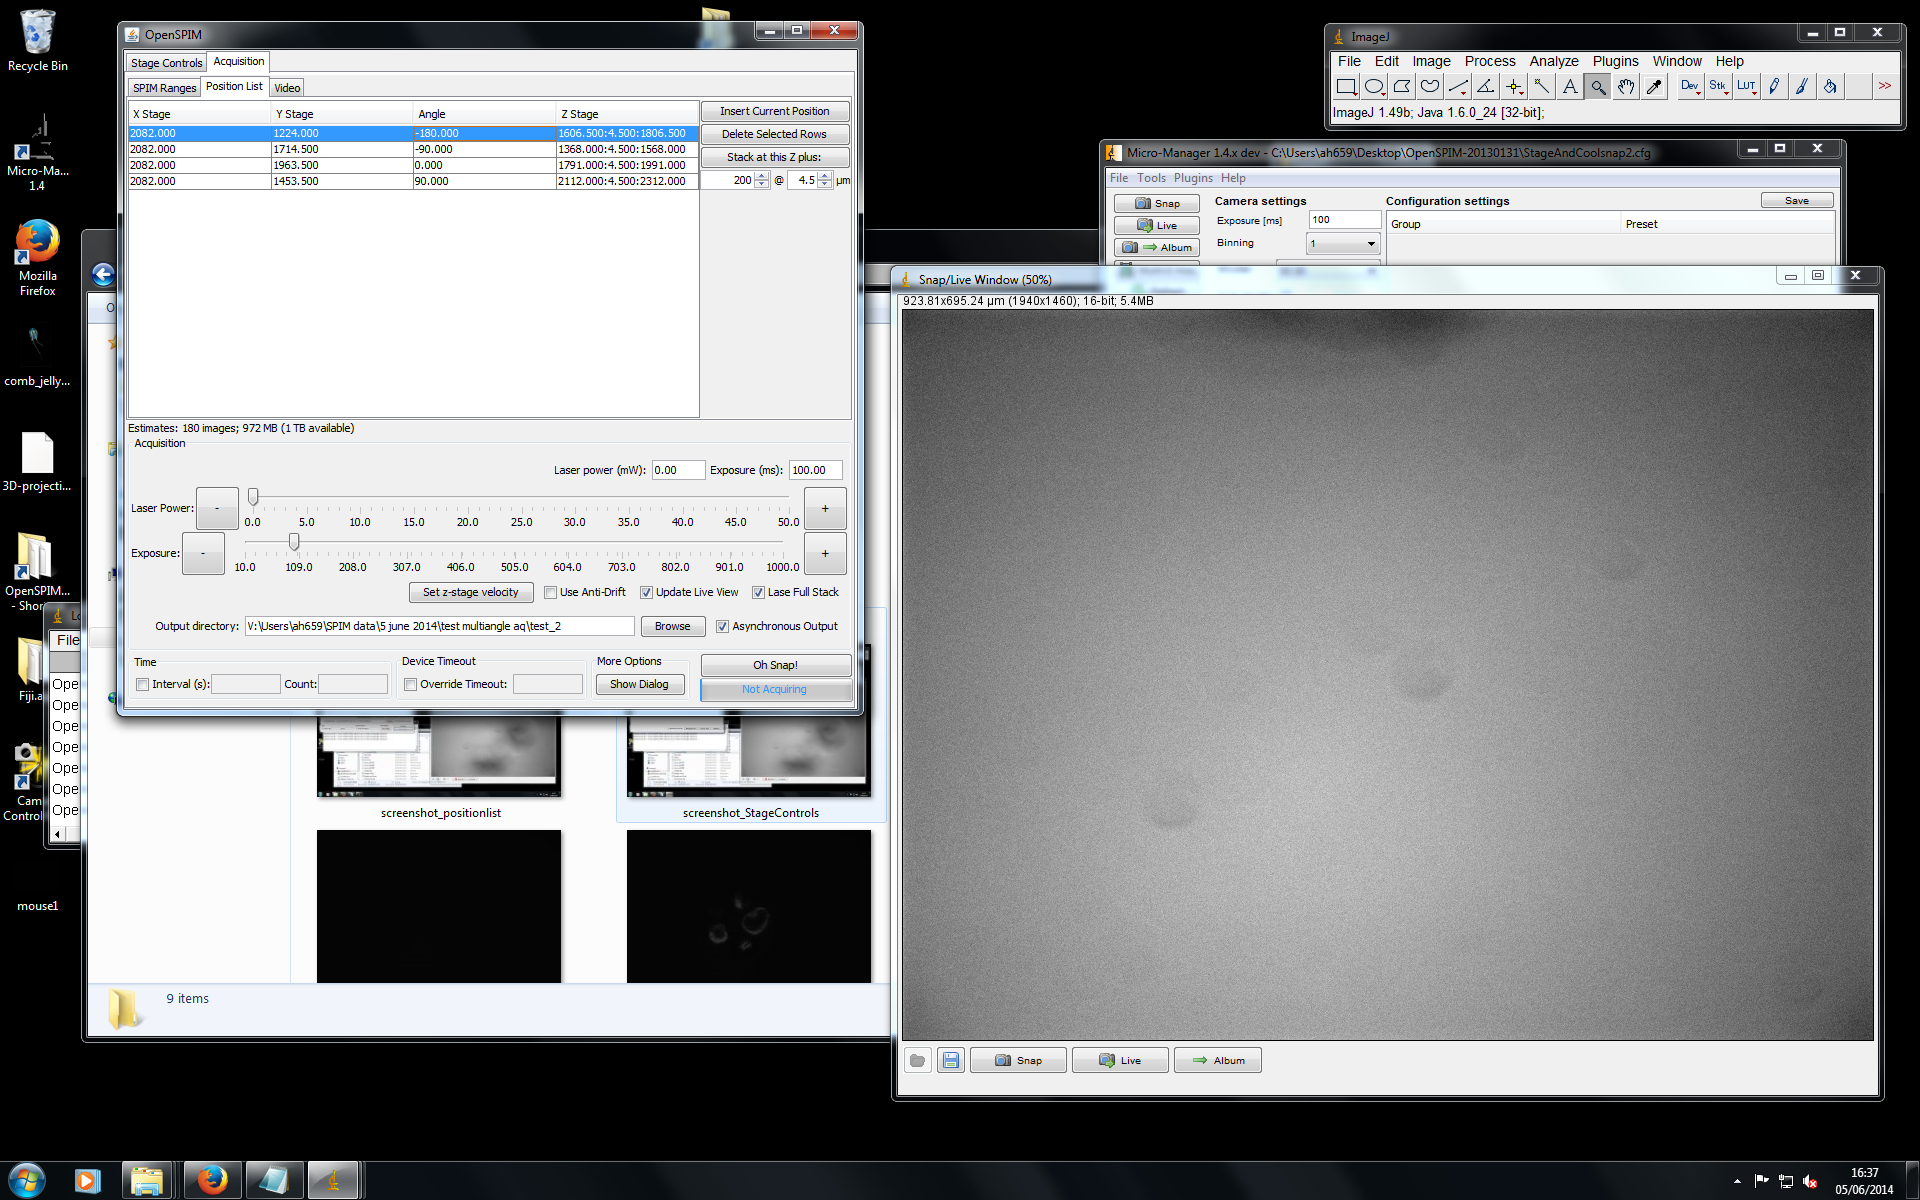 Recycle Bin
Micro-Ma...
1.4
Mozilla
Firefox
comb_jelly...
3D-projecti...
OpenSPIM...
- Shor
Fiji.a
Cam
Control
mouse1
OpenSPIM
Stage Controls Acquisition
SPIM Ranges Position List Video
X Stage Y Stage Angle Z Stage
2082.000 1224.000 -180.000 1606.500:4.500:1806.500
2082.000 1714.500 -90.000 1368.000:4.500:1568.000
2082.000 1963.500 0.000 1791.000:4.500:1991.000
2082.000 1453.500 90.000 2112.000:4.500:2312.000
Insert Current Position
Delete Selected Rows
Stack at this Z plus:
200 @ 4.5 µm
Estimates: 180 images; 972 MB (1 TB available)
Acquisition
Laser power (mW): 0.00 Exposure (ms): 100.00
Laser Power: - +
0.0 5.0 10.0 15.0 20.0 25.0 30.0 35.0 40.0 45.0 50.0
Exposure: - +
10.0 109.0 208.0 307.0 406.0 505.0 604.0 703.0 802.0 901.0 1000.0
Set z-stage velocity Use Anti-Drift Update Live View Lase Full Stack
Output directory: V:\Users\ah659\SPIM data\5 june 2014\test multiangle aq\test_2 Browse Asynchronous Output
Time
Interval (s): Count:
Device Timeout
Override Timeout:
More Options
Show Dialog
Oh Snap!
Not Acquiring
File
Ope
Ope
Ope
Ope
Ope
Ope
Ope
screenshot_positionlist
screenshot_StageControls
9 items
ImageJ
File Edit Image Process Analyze Plugins Window Help
A Dev Stk LUT >>
ImageJ 1.49b; Java 1.6.0_24 [32-bit];
Micro-Manager 1.4.x dev - C:\Users\ah659\Desktop\OpenSPIM-20130131\StageAndCoolsnap2.cfg
File Tools Plugins Help
Snap
Live
Album
Camera settings
Exposure [ms] 100
Binning 1
Configuration settings
Save
Group Preset
Snap/Live Window (50%)
923.81x695.24 µm (1940x1460); 16-bit; 5.4MB
Snap Live Album
16:37
05/06/2014